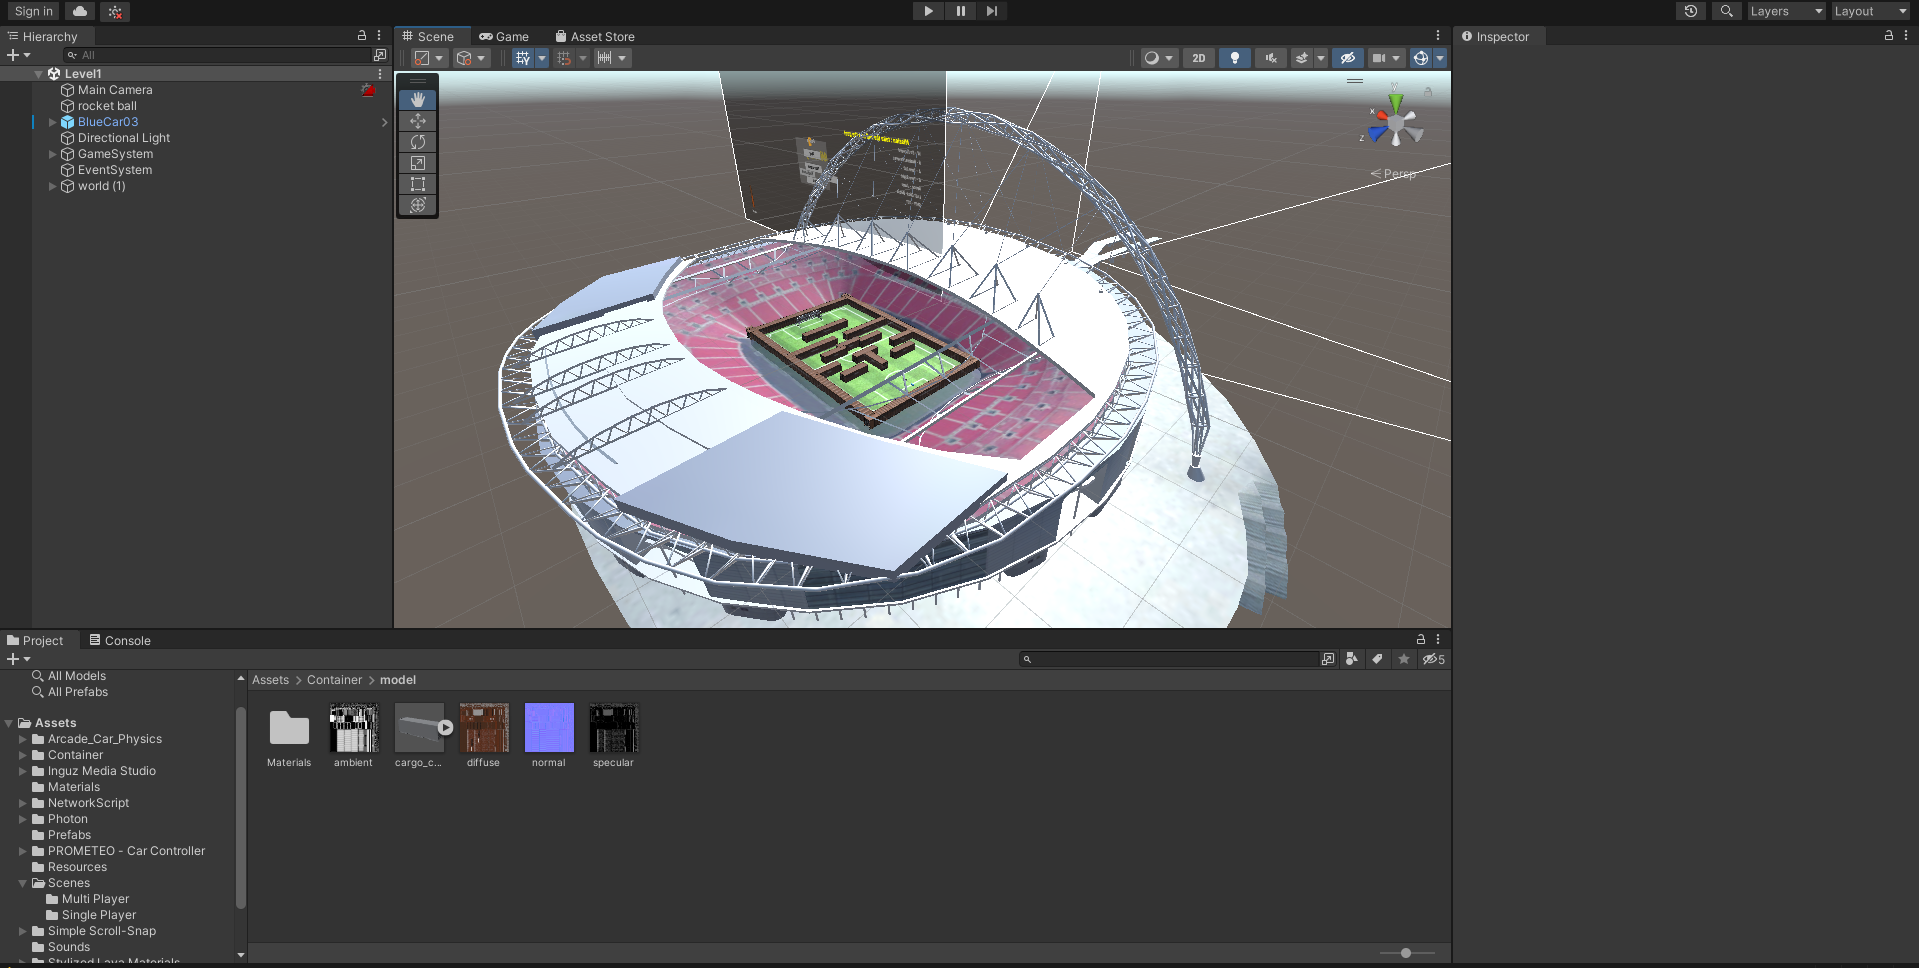 Sign in
Layers
Layout
Hierarchy
All
Level1
Main Camera
rocket ball
BlueCar03
Directional Light
GameSystem
EventSystem
world (1)
Scene
Game
Asset Store
2D
y
x
z
Persp
Inspector
Project
Console
5
All Models
All Prefabs
Assets
Arcade_Car_Physics
Container
Inguz Media Studio
Materials
NetworkScript
Photon
Prefabs
PROMETEO - Car Controller
Resources
Scenes
Multi Player
Single Player
Simple Scroll-Snap
Sounds
Stylized Lava Materials
Assets > Container > model
Materials
ambient
cargo_c...
diffuse
normal
specular